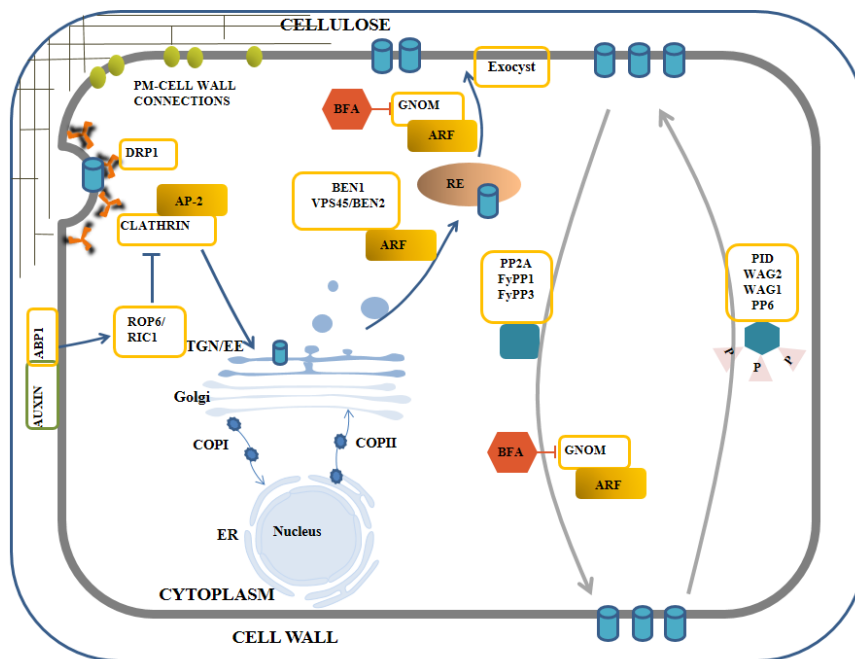 CELLULOSE
PM-CELL WALL
CONNECTIONS
Exocyst
BFA
GNOM
ARF
DRP1
AP-2
CLATHRIN
BEN1
VPS45/BEN2
ARF
RE
PP2A
FyPP1
FyPP3
PID
WAG2
WAG1
PP6
P
P
P
ABP1
AUXIN
ROP6/
RIC1
TGN/EE
Golgi
COPI
COPII
BFA
GNOM
ARF
ER
Nucleus
CYTOPLASM
CELL WALL